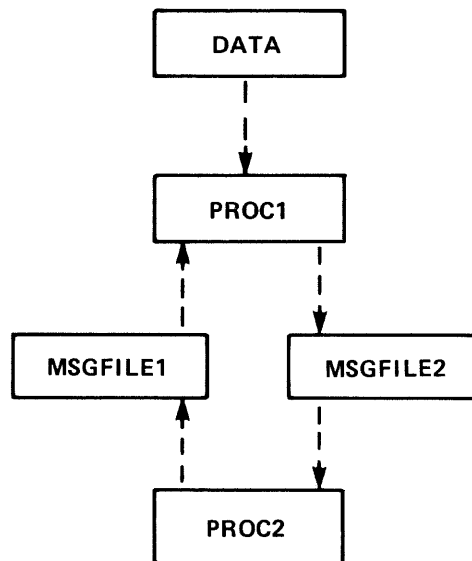 DATA
PROC1
MSGFILE1
MSGFILE2
PROC2